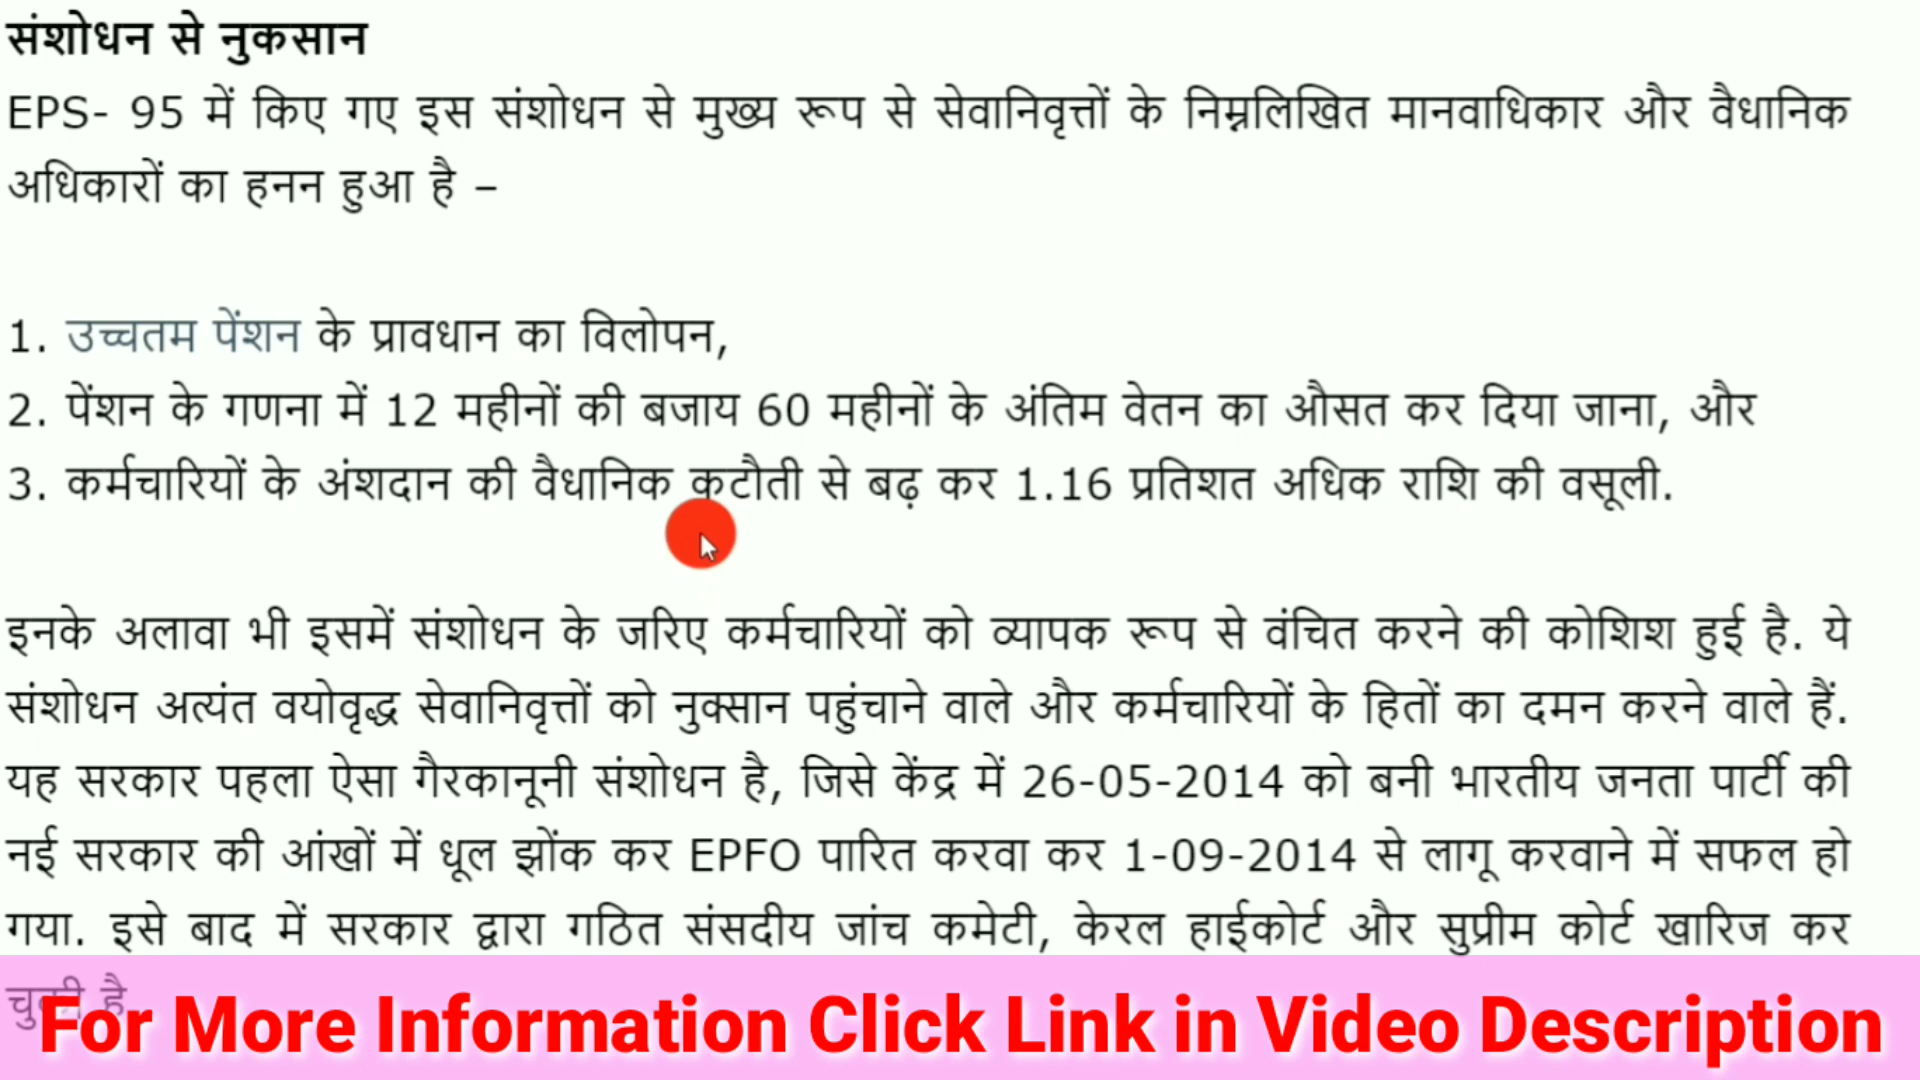 संशोधन से नुकसान
EPS- 95 में किए गए इस संशोधन से मुख्य रूप से सेवानिवृत्तों के निम्नलिखित मानवाधिकार और वैधानिक
अधिकारों का हनन हुआ है –
1. उच्चतम पेंशन के प्रावधान का विलोपन,
2. पेंशन के गणना में 12 महीनों की बजाय 60 महीनों के अंतिम वेतन का औसत कर दिया जाना, और
3. कर्मचारियों के अंशदान की वैधानिक कटौती से बढ़ कर 1.16 प्रतिशत अधिक राशि की वसूली.
इनके अलावा भी इसमें संशोधन के जरिए कर्मचारियों को व्यापक रूप से वंचित करने की कोशिश हुई है. ये
संशोधन अत्यंत वयोवृद्ध सेवानिवृत्तों को नुक्सान पहुंचाने वाले और कर्मचारियों के हितों का दमन करने वाले हैं.
यह सरकार पहला ऐसा गैरकानूनी संशोधन है, जिसे केंद्र में 26-05-2014 को बनी भारतीय जनता पार्टी की
नई सरकार की आंखों में धूल झोंक कर EPFO पारित करवा कर 1-09-2014 से लागू करवाने में सफल हो
गया. इसे बाद में सरकार द्वारा गठित संसदीय जांच कमेटी, केरल हाईकोर्ट और सुप्रीम कोर्ट खारिज कर
चुकी है
For More Information Click Link in Video Description